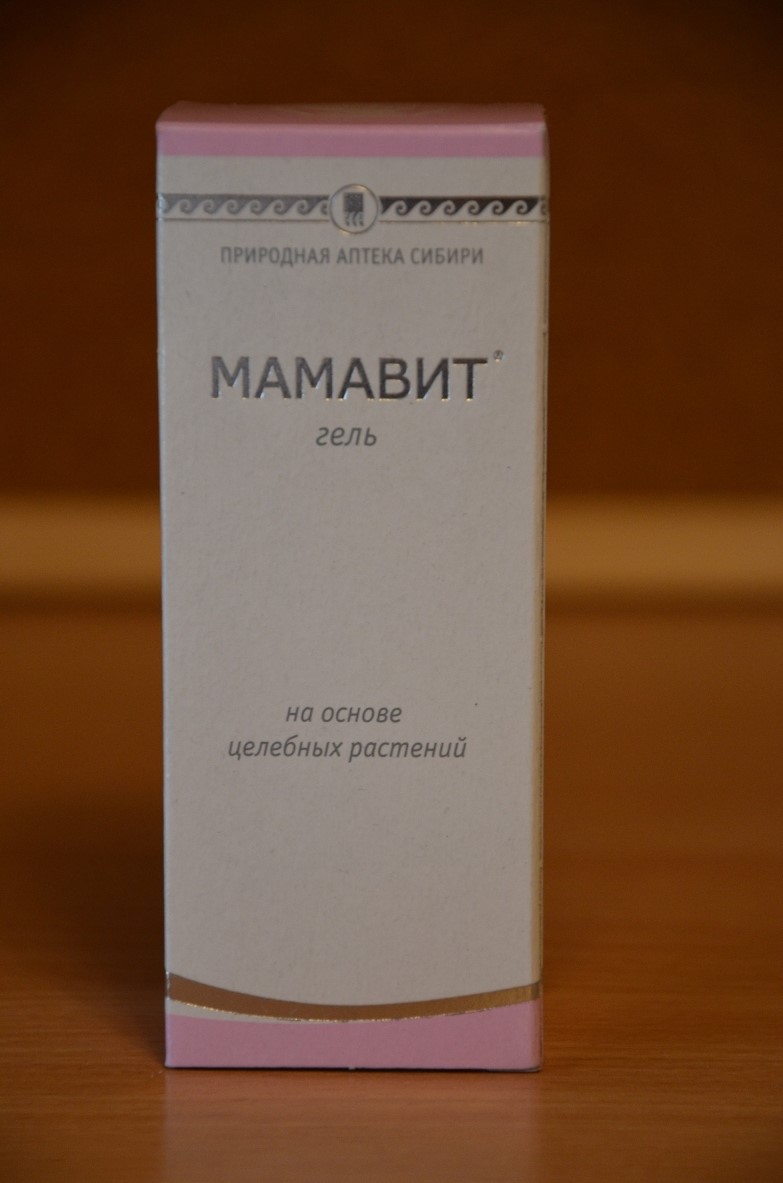 ПРИРОДНАЯ АПТЕКА СИБИРИ
МАМАВИТ®
гель
на основе
целебных растений